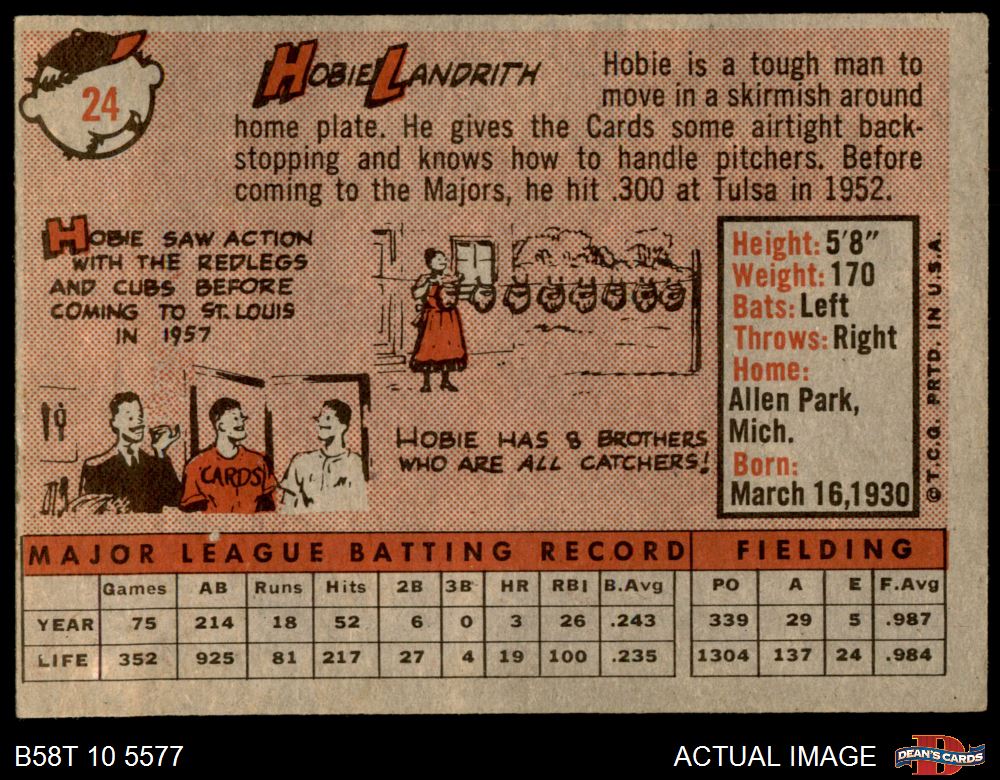 24
HOBIE LANDRITH
Hobie is a tough man to
move in a skirmish around
home plate. He gives the Cards some airtight back-
stopping and knows how to handle pitchers. Before
coming to the Majors, he hit .300 at Tulsa in 1952.
HOBIE SAW ACTION
WITH THE REDLEGS
AND CUBS BEFORE
COMING TO ST. LOUIS
IN 1957
CARDS
HOBIE HAS 8 BROTHERS
WHO ARE ALL CATCHERS!
Height: 5'8"
Weight: 170
Bats: Left
Throws: Right
Home:
Allen Park,
Mich.
Born:
March 16, 1930
©T.C.G. PRTD. IN U.S.A.
MAJOR LEAGUE BATTING RECORD FIELDING
Games AB Runs Hits 2B 3B HR RBI B.Avg PO A E F.Avg
YEAR 75 214 18 52 6 0 3 26 .243 339 29 5 .987
LIFE 352 925 81 217 27 4 19 100 .235 1304 137 24 .984
B58T 10 5577
ACTUAL IMAGE
DEAN'S CARDS